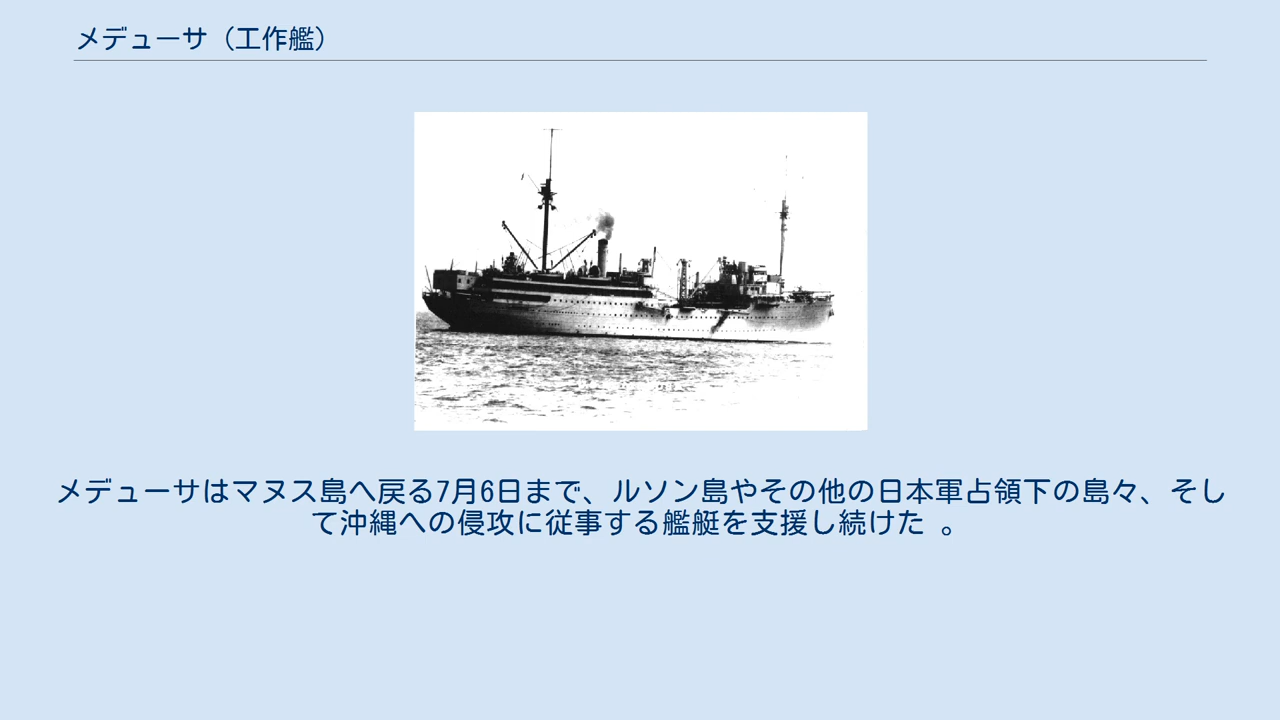 メデューサ（工作艦）
メデューサはマヌス島へ戻る7月6日まで、ルソン島やその他の日本軍占領下の島々、そし
て沖縄への侵攻に従事する艦艇を支援し続けた 。